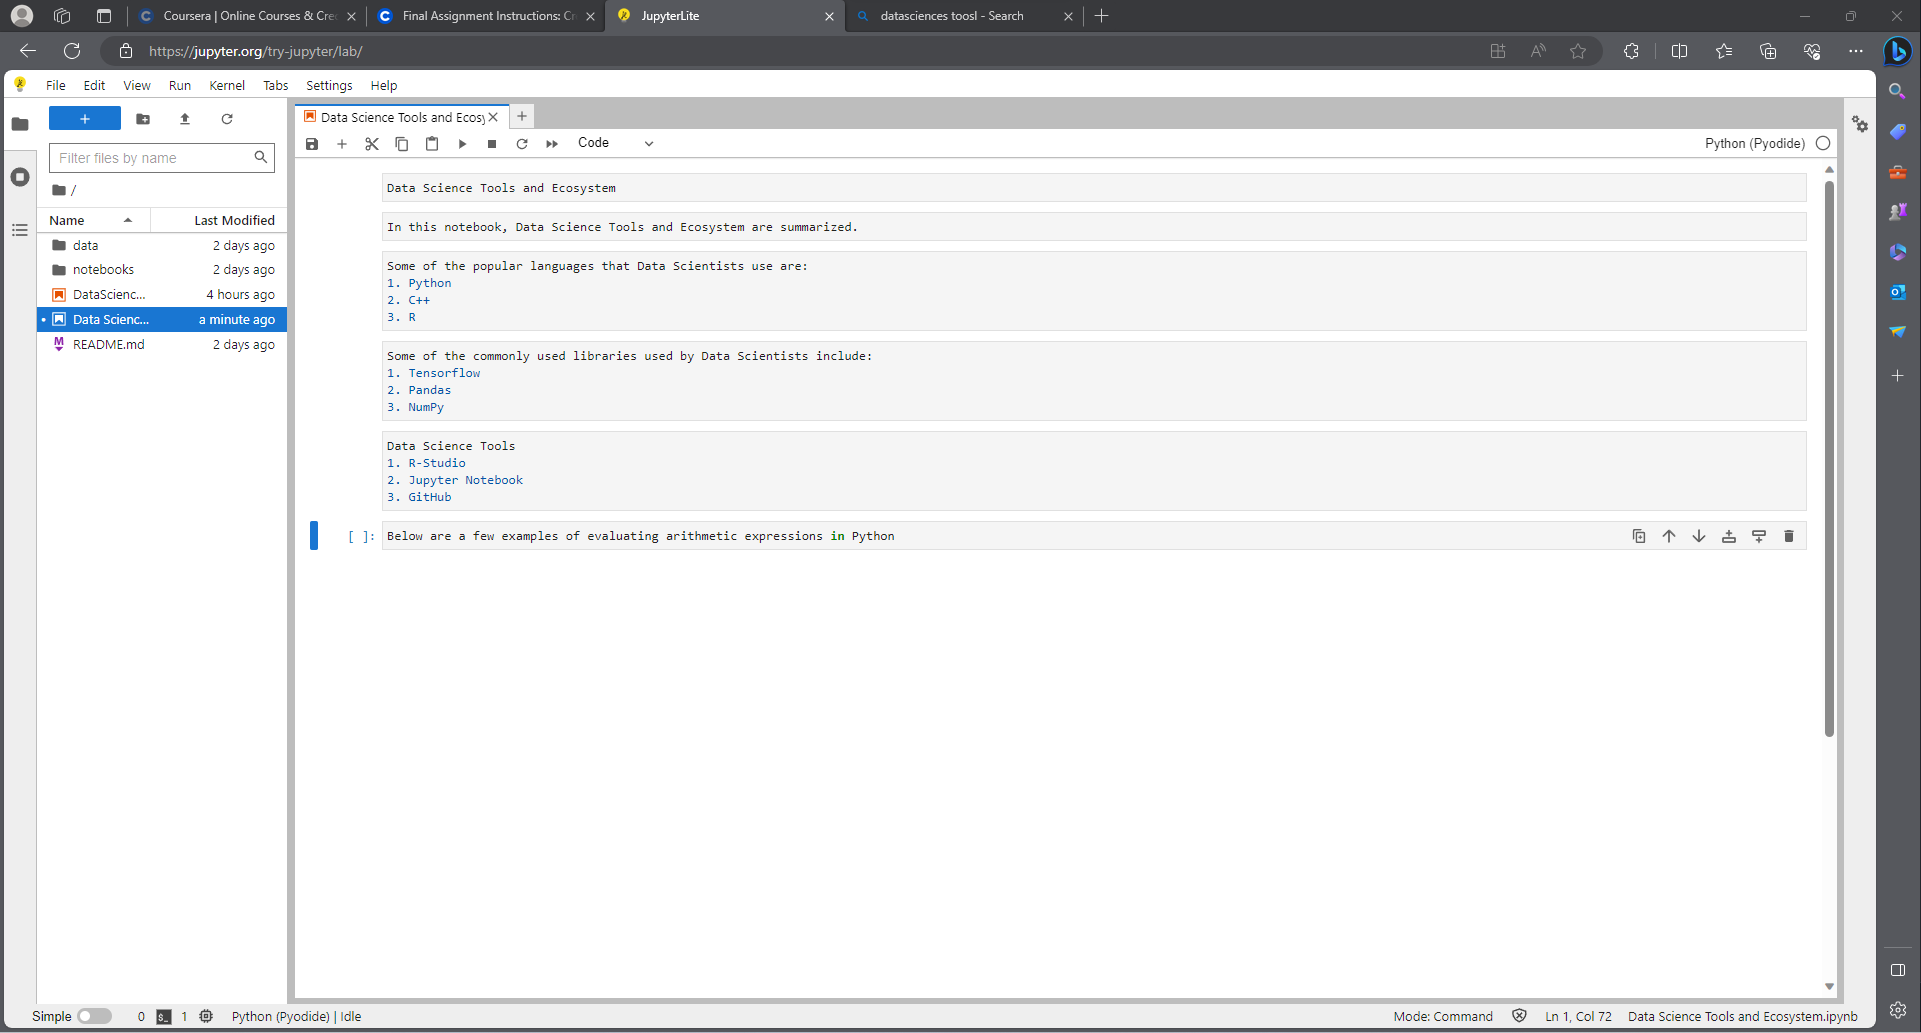 Coursera | Online Courses & Cre
Final Assignment Instructions: Cr
JupyterLite
datasciences toosl - Search
https://jupyter.org/try-jupyter/lab/
File Edit View Run Kernel Tabs Settings Help
Data Science Tools and Ecosy
Filter files by name
Code
Python (Pyodide)
/
Name Last Modified
data 2 days ago
notebooks 2 days ago
DataScienc... 4 hours ago
Data Scienc... a minute ago
README.md 2 days ago
Data Science Tools and Ecosystem
In this notebook, Data Science Tools and Ecosystem are summarized.
Some of the popular languages that Data Scientists use are:
1. Python
2. C++
3. R
Some of the commonly used libraries used by Data Scientists include:
1. Tensorflow
2. Pandas
3. NumPy
Data Science Tools
1. R-Studio
2. Jupyter Notebook
3. GitHub
[ ]: Below are a few examples of evaluating arithmetic expressions in Python
Simple 0 1 Python (Pyodide) | Idle Mode: Command Ln 1, Col 72 Data Science Tools and Ecosystem.ipynb